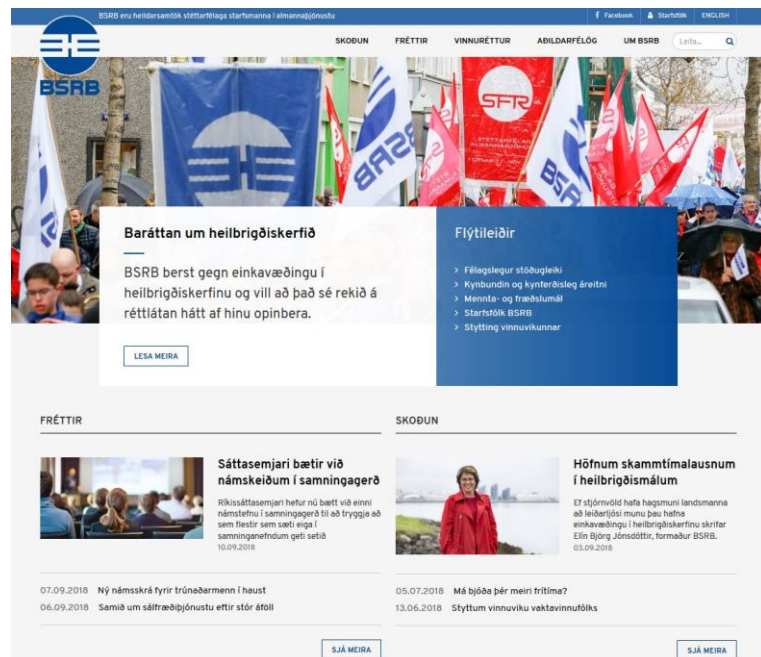 BSRB eru heildarsamtök stéttarfélaga starfsmanna í almannaþjónustu
Facebook
Starfsfólk
ENGLISH
BSRB
SKOÐUN
FRÉTTIR
VINNURÉTTUR
AÐILDARFÉLÖG
UM BSRB
Leita...
BSRB
SFR
STÉTTARFÉLAG
BSRB
Baráttan um heilbrigðiskerfið
BSRB berst gegn einkavæðingu í
heilbrigðiskerfinu og vill að það sé rekið á
réttlátan hátt af hinu opinbera.
LESA MEIRA
Flýtileiðir
> Félagslegur stöðugleiki
> Kynbundin og kynferðisleg áreitni
> Mennta- og fræðslumál
> Starfsfólk BSRB
> Stytting vinnuvikunnar
FRÉTTIR
Sáttasemjari bætir við
námskeiðum í samningagerð
Ríkissáttasemjari hefur nú bætt við einni
námstefnu í samningagerð til að tryggja að
sem flestir sem sæti eiga í
samninganefndum geti setið
10.09.2018
07.09.2018 Ný námsskrá fyrir trúnaðarmenn í haust
06.09.2018 Samið um sálfræðiþjónustu eftir stór áföll
SJÁ MEIRA
SKOÐUN
Höfnum skammtímalausnum
í heilbrigðismálum
Ef stjórnvöld hafa hagsmuni landsmanna
að leiðarljósi munu þau hafna
einkavæðingu í heilbrigðiskerfinu skrifar
Elín Björg Jónsdóttir, formaður BSRB.
03.09.2018
05.07.2018 Má bjóða þér meiri frítíma?
13.06.2018 Styttum vinnuviku vaktavinnufólks
SJÁ MEIRA